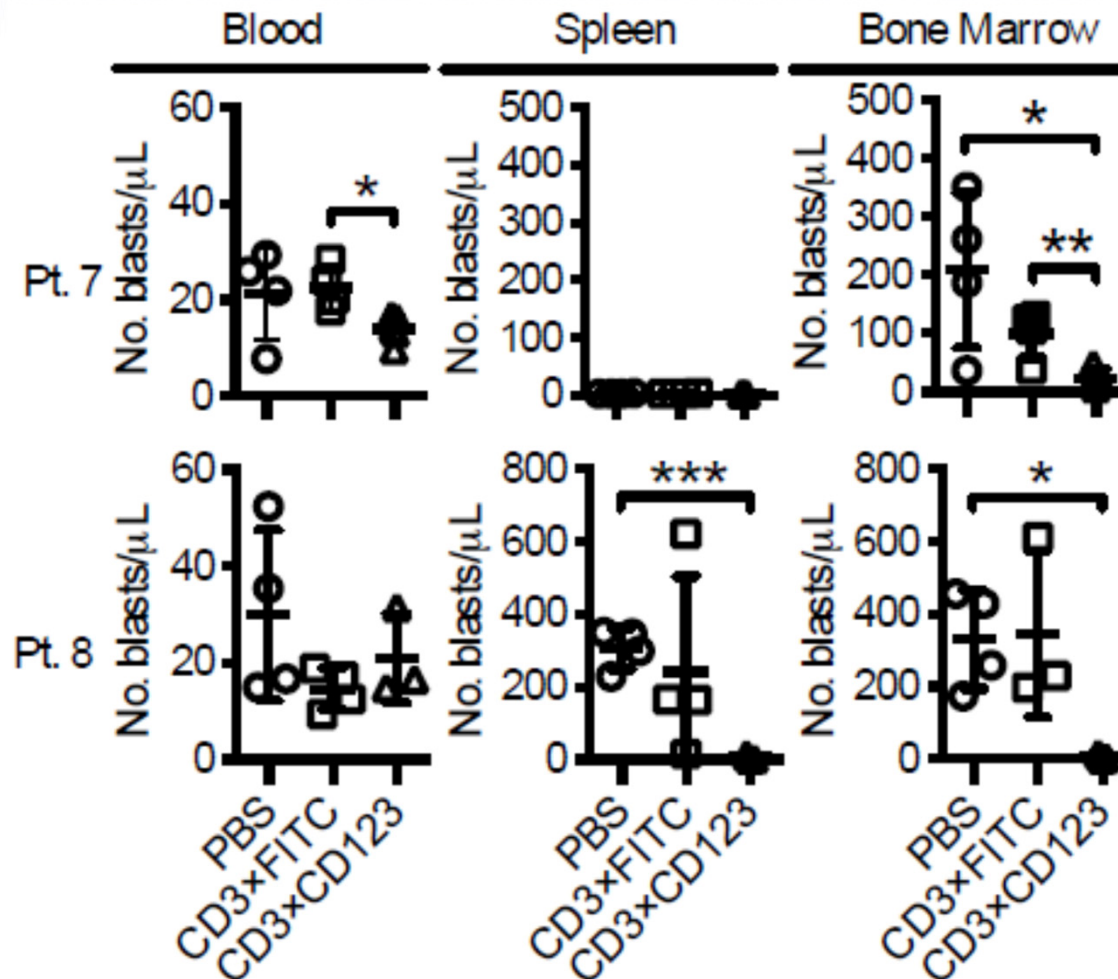 Blood Spleen Bone Marrow
Pt. 7
No. blasts/μL
60
40
20
0
*
No. blasts/μL
500
400
300
200
100
0
No. blasts/μL
500
400
300
200
100
0
*
**
Pt. 8
No. blasts/μL
60
40
20
0
PBS
CD3×FITC
CD3×CD123
No. blasts/μL
800
600
400
200
0
***
PBS
CD3×FITC
CD3×CD123
No. blasts/μL
800
600
400
200
0
*
PBS
CD3×FITC
CD3×CD123